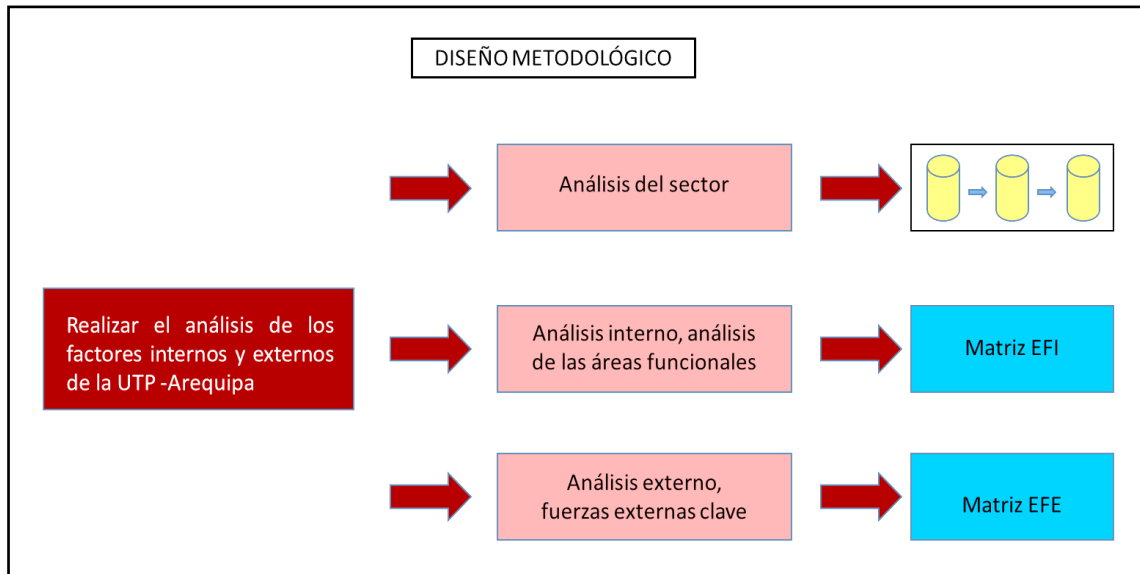 DISEÑO METODOLÓGICO
Análisis del sector
Realizar el análisis de los
factores internos y externos
de la UTP -Arequipa
Análisis interno, análisis
de las áreas funcionales
Matriz EFI
Análisis externo,
fuerzas externas clave
Matriz EFE